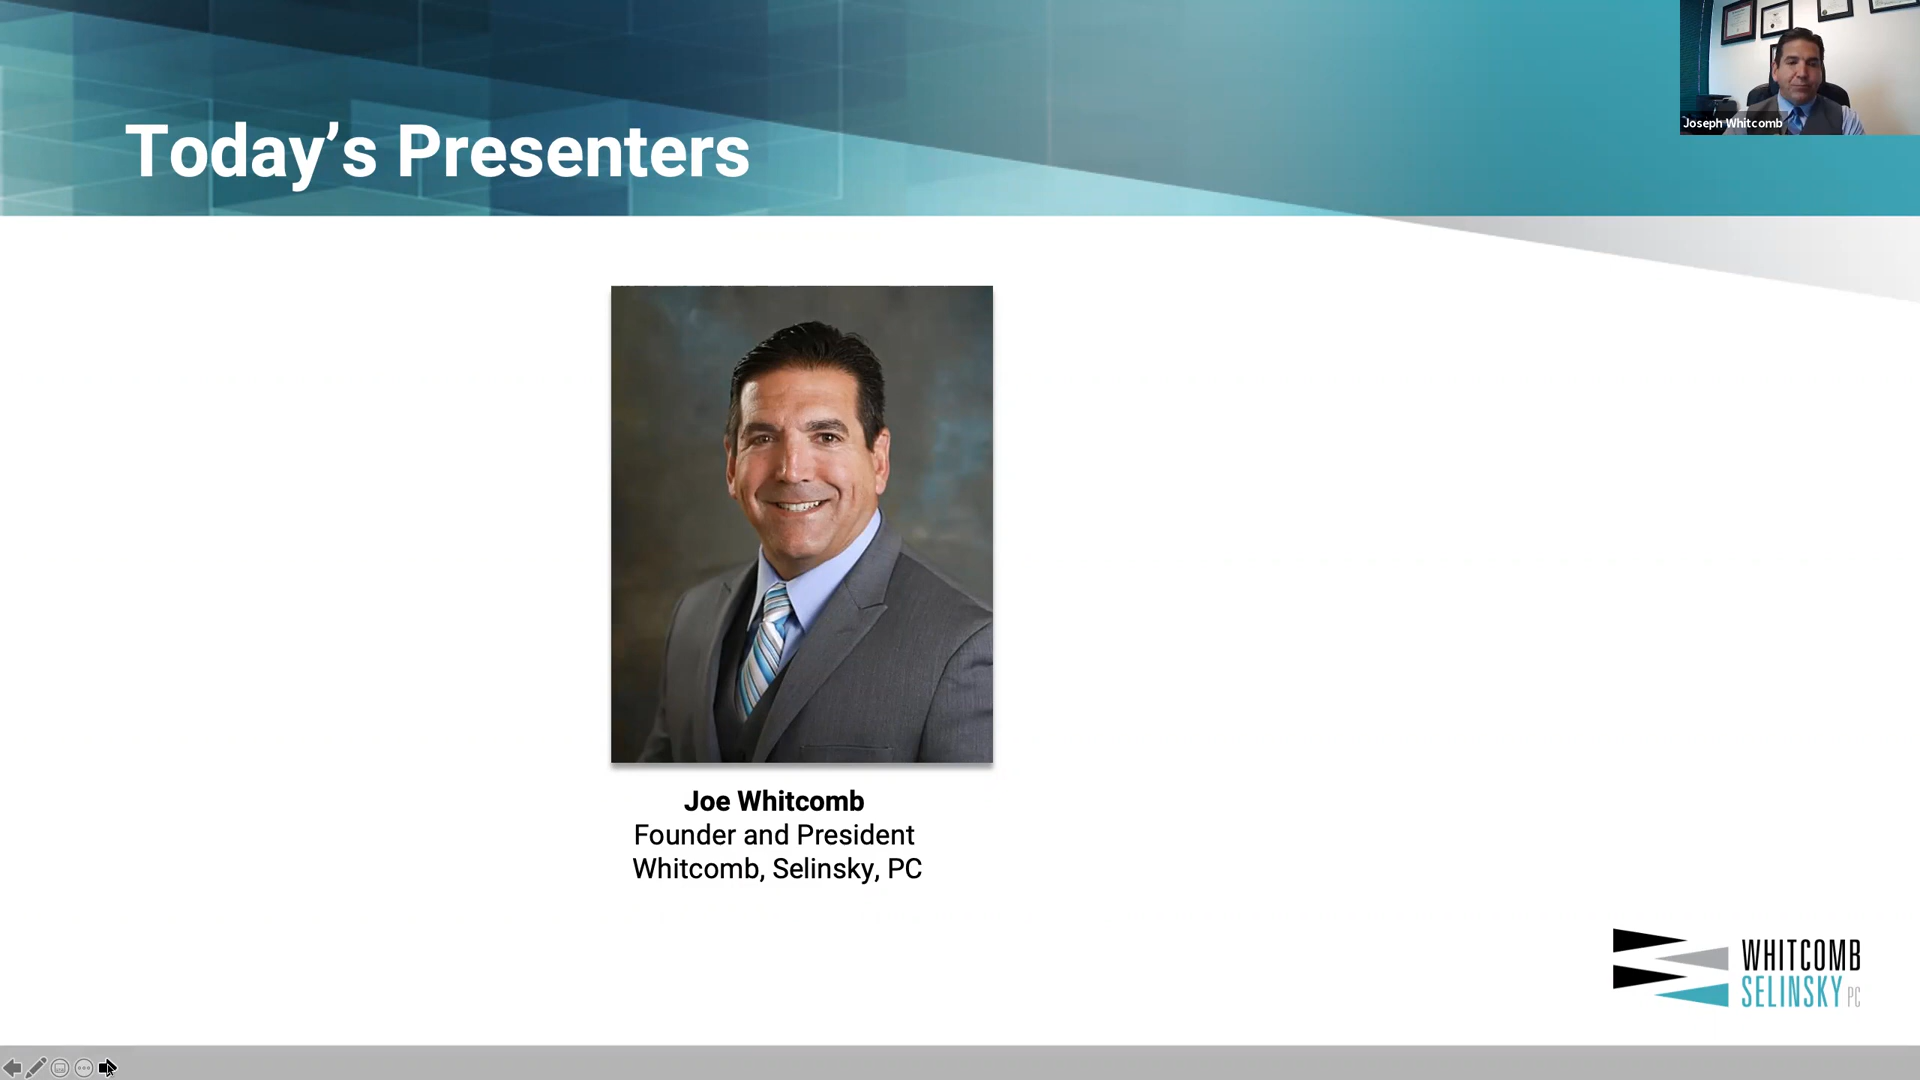 Today’s Presenters
Joseph Whitcomb
Joe Whitcomb
Founder and President
Whitcomb, Selinsky, PC
WHITCOMB
SELINSKY PC